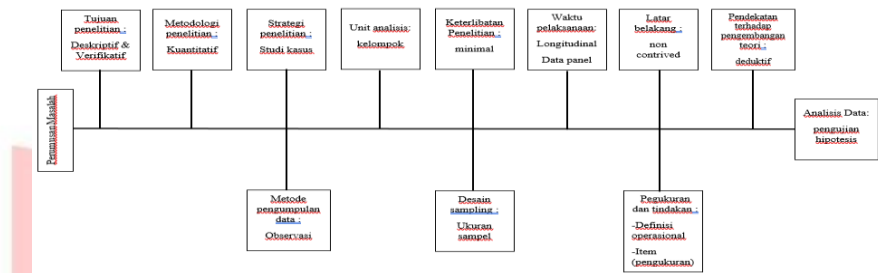 Tujuan
penelitian :
Deskriptif &
Verifikatif
Metodologi
penelitian :
Kuantitatif
Strategi
penelitian :
Studi kasus
Unit analisis:
kelompok
Keterlibatan
Penelitian :
minimal
Waktu
pelaksanaan:
Longitudinal
Data panel
Latar
belakang :
non
contrived
Pendekatan
terhadap
pengembangan
teori :
deduktif
Perumusan Masalah
Analisis Data:
pengujian
hipotesis
Metode
pengumpulan
data :
Observasi
Desain
sampling :
Ukuran
sampel
Pegukuran
dan tindakan :
-Definisi
operasional
-Item
(pengukuran)